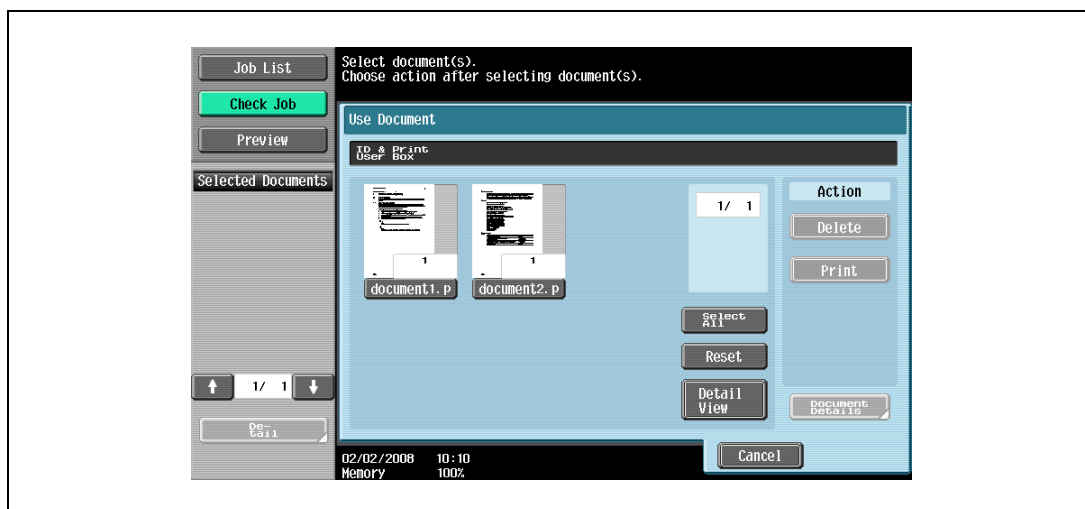 Job List
Check Job
Preview
Selected Documents
1/ 1
De-
tail
Select document(s).
Choose action after selecting document(s).
Use Document
ID & Print
User Box
1
document1.p
1
document2.p
1/ 1
Select
All
Reset
Detail
View
Action
Delete
Print
Document
Details
Cancel
02/02/2008 10:10
Memory 100%